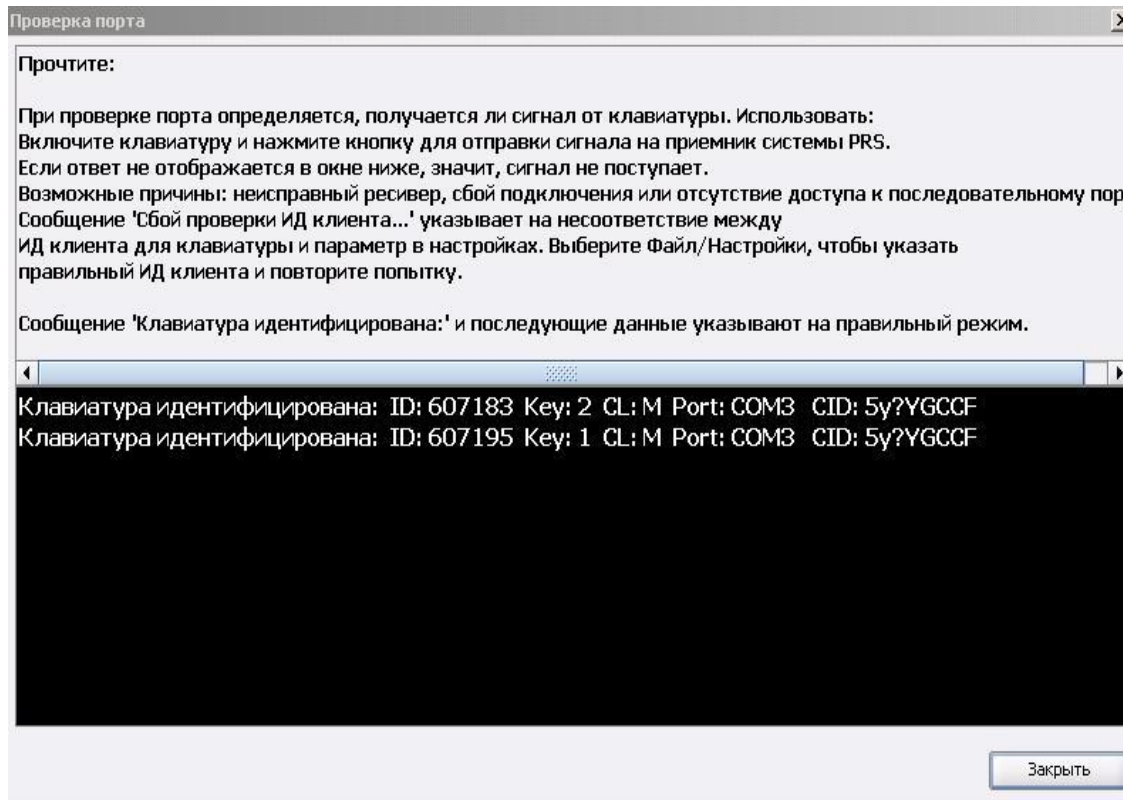 Проверка порта
Прочтите:
При проверке порта определяется, получается ли сигнал от клавиатуры. Использовать:
Включите клавиатуру и нажмите кнопку для отправки сигнала на приемник системы PRS.
Если ответ не отображается в окне ниже, значит, сигнал не поступает.
Возможные причины: неисправный ресивер, сбой подключения или отсутствие доступа к последовательному пор
Сообщение 'Сбой проверки ИД клиента...' указывает на несоответствие между
ИД клиента для клавиатуры и параметр в настройках. Выберите Файл/Настройки, чтобы указать
правильный ИД клиента и повторите попытку.
Сообщение 'Клавиатура идентифицирована:' и последующие данные указывают на правильный режим.
Клавиатура идентифицирована: ID: 607183 Key: 2 CL: M Port: COM3 CID: 5y?YGCCF
Клавиатура идентифицирована: ID: 607195 Key: 1 CL: M Port: COM3 CID: 5y?YGCCF
Закрыть